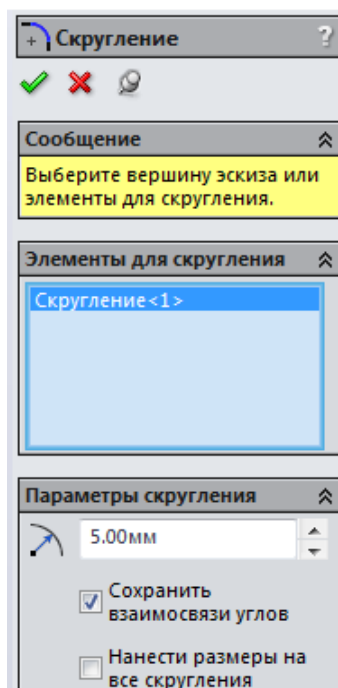 Скругление ?
Сообщение
Выберите вершину эскиза или
элементы для скругления.
Элементы для скругления
Скругление<1>
Параметры скругления
5.00мм
Сохранить
взаимосвязи углов
Нанести размеры на
все скругления